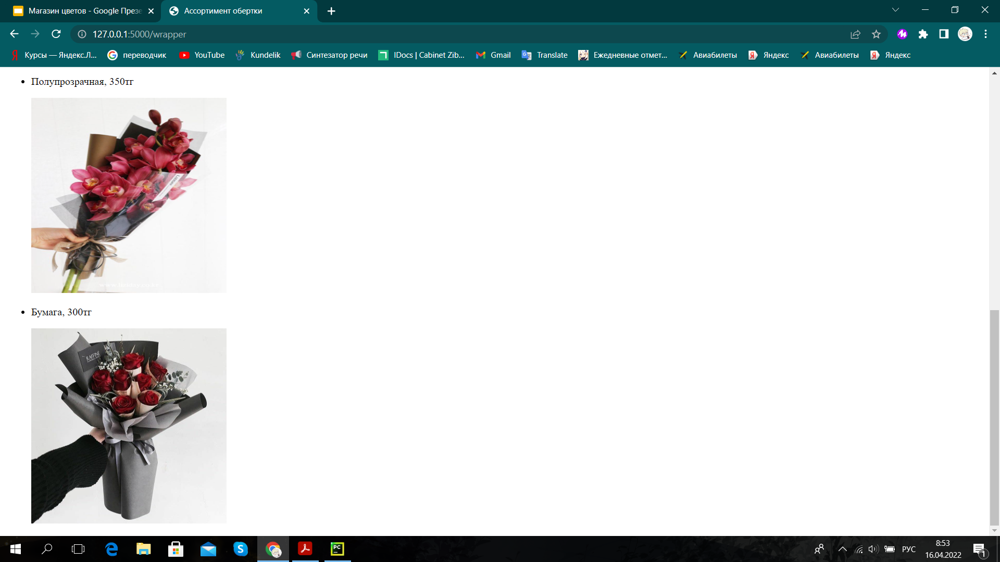 Магазин цветов - Google Презе
Ассортимент обертки
127.0.0.1:5000/wrapper
Курсы — Яндекс.Л...
переводчик
YouTube
Kundelik
Синтезатор речи
IDocs | Cabinet Zib...
Gmail
Translate
Ежедневные отмет...
Авиабилеты
Яндекс
Авиабилеты
Яндекс
Полупрозрачная, 350тг
Бумага, 300тг
RAFFINÉ
РУС
8:53
16.04.2022
1